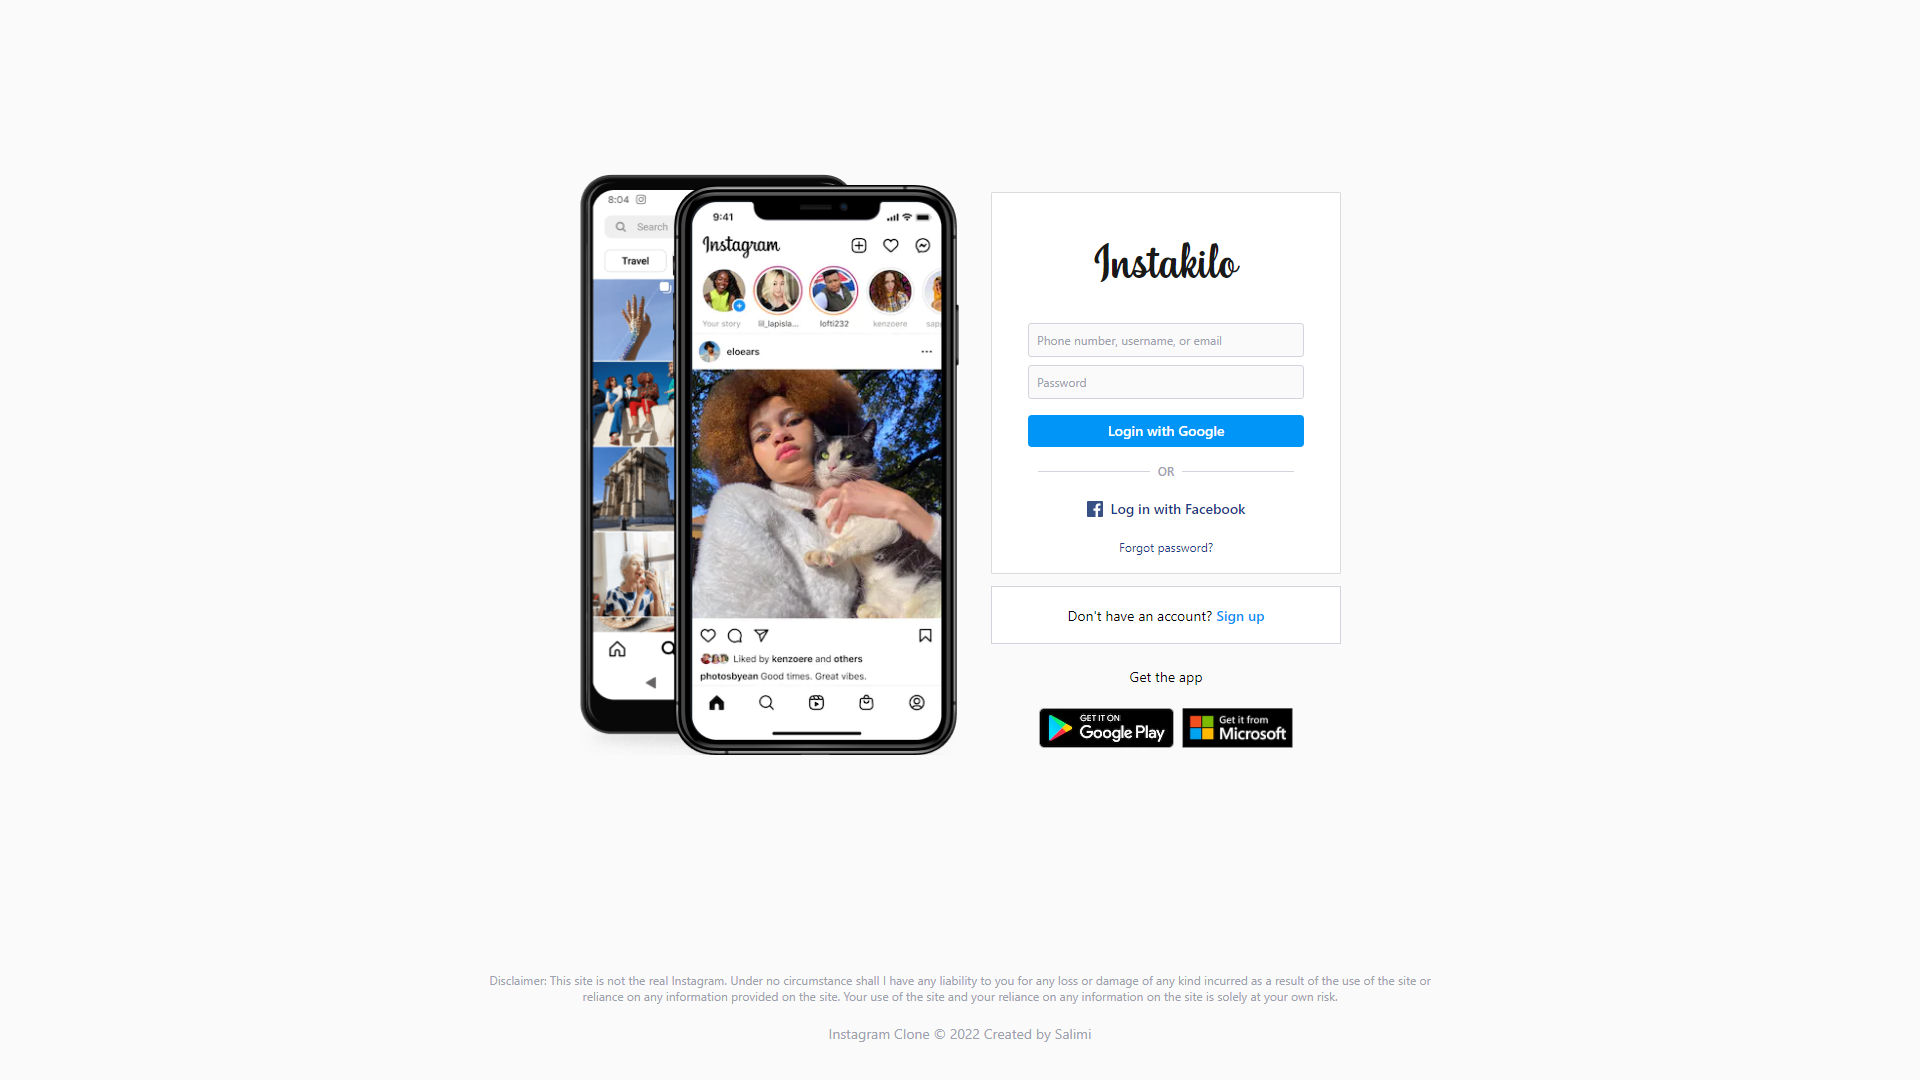 8:04
Search
Travel
9:41
Instagram
Your story
lil_lapisla...
lofti232
kenzoere
sap
eloears
Liked by kenzoere and others
photosbyean Good times. Great vibes.
Instakilo
Phone number, username, or email
Password
Login with Google
OR
Log in with Facebook
Forgot password?
Don't have an account? Sign up
Get the app
GET IT ON
Google Play
Get it from
Microsoft
Disclaimer: This site is not the real Instagram. Under no circumstance shall I have any liability to you for any loss or damage of any kind incurred as a result of the use of the site or
reliance on any information provided on the site. Your use of the site and your reliance on any information on the site is solely at your own risk.
Instagram Clone © 2022 Created by Salimi